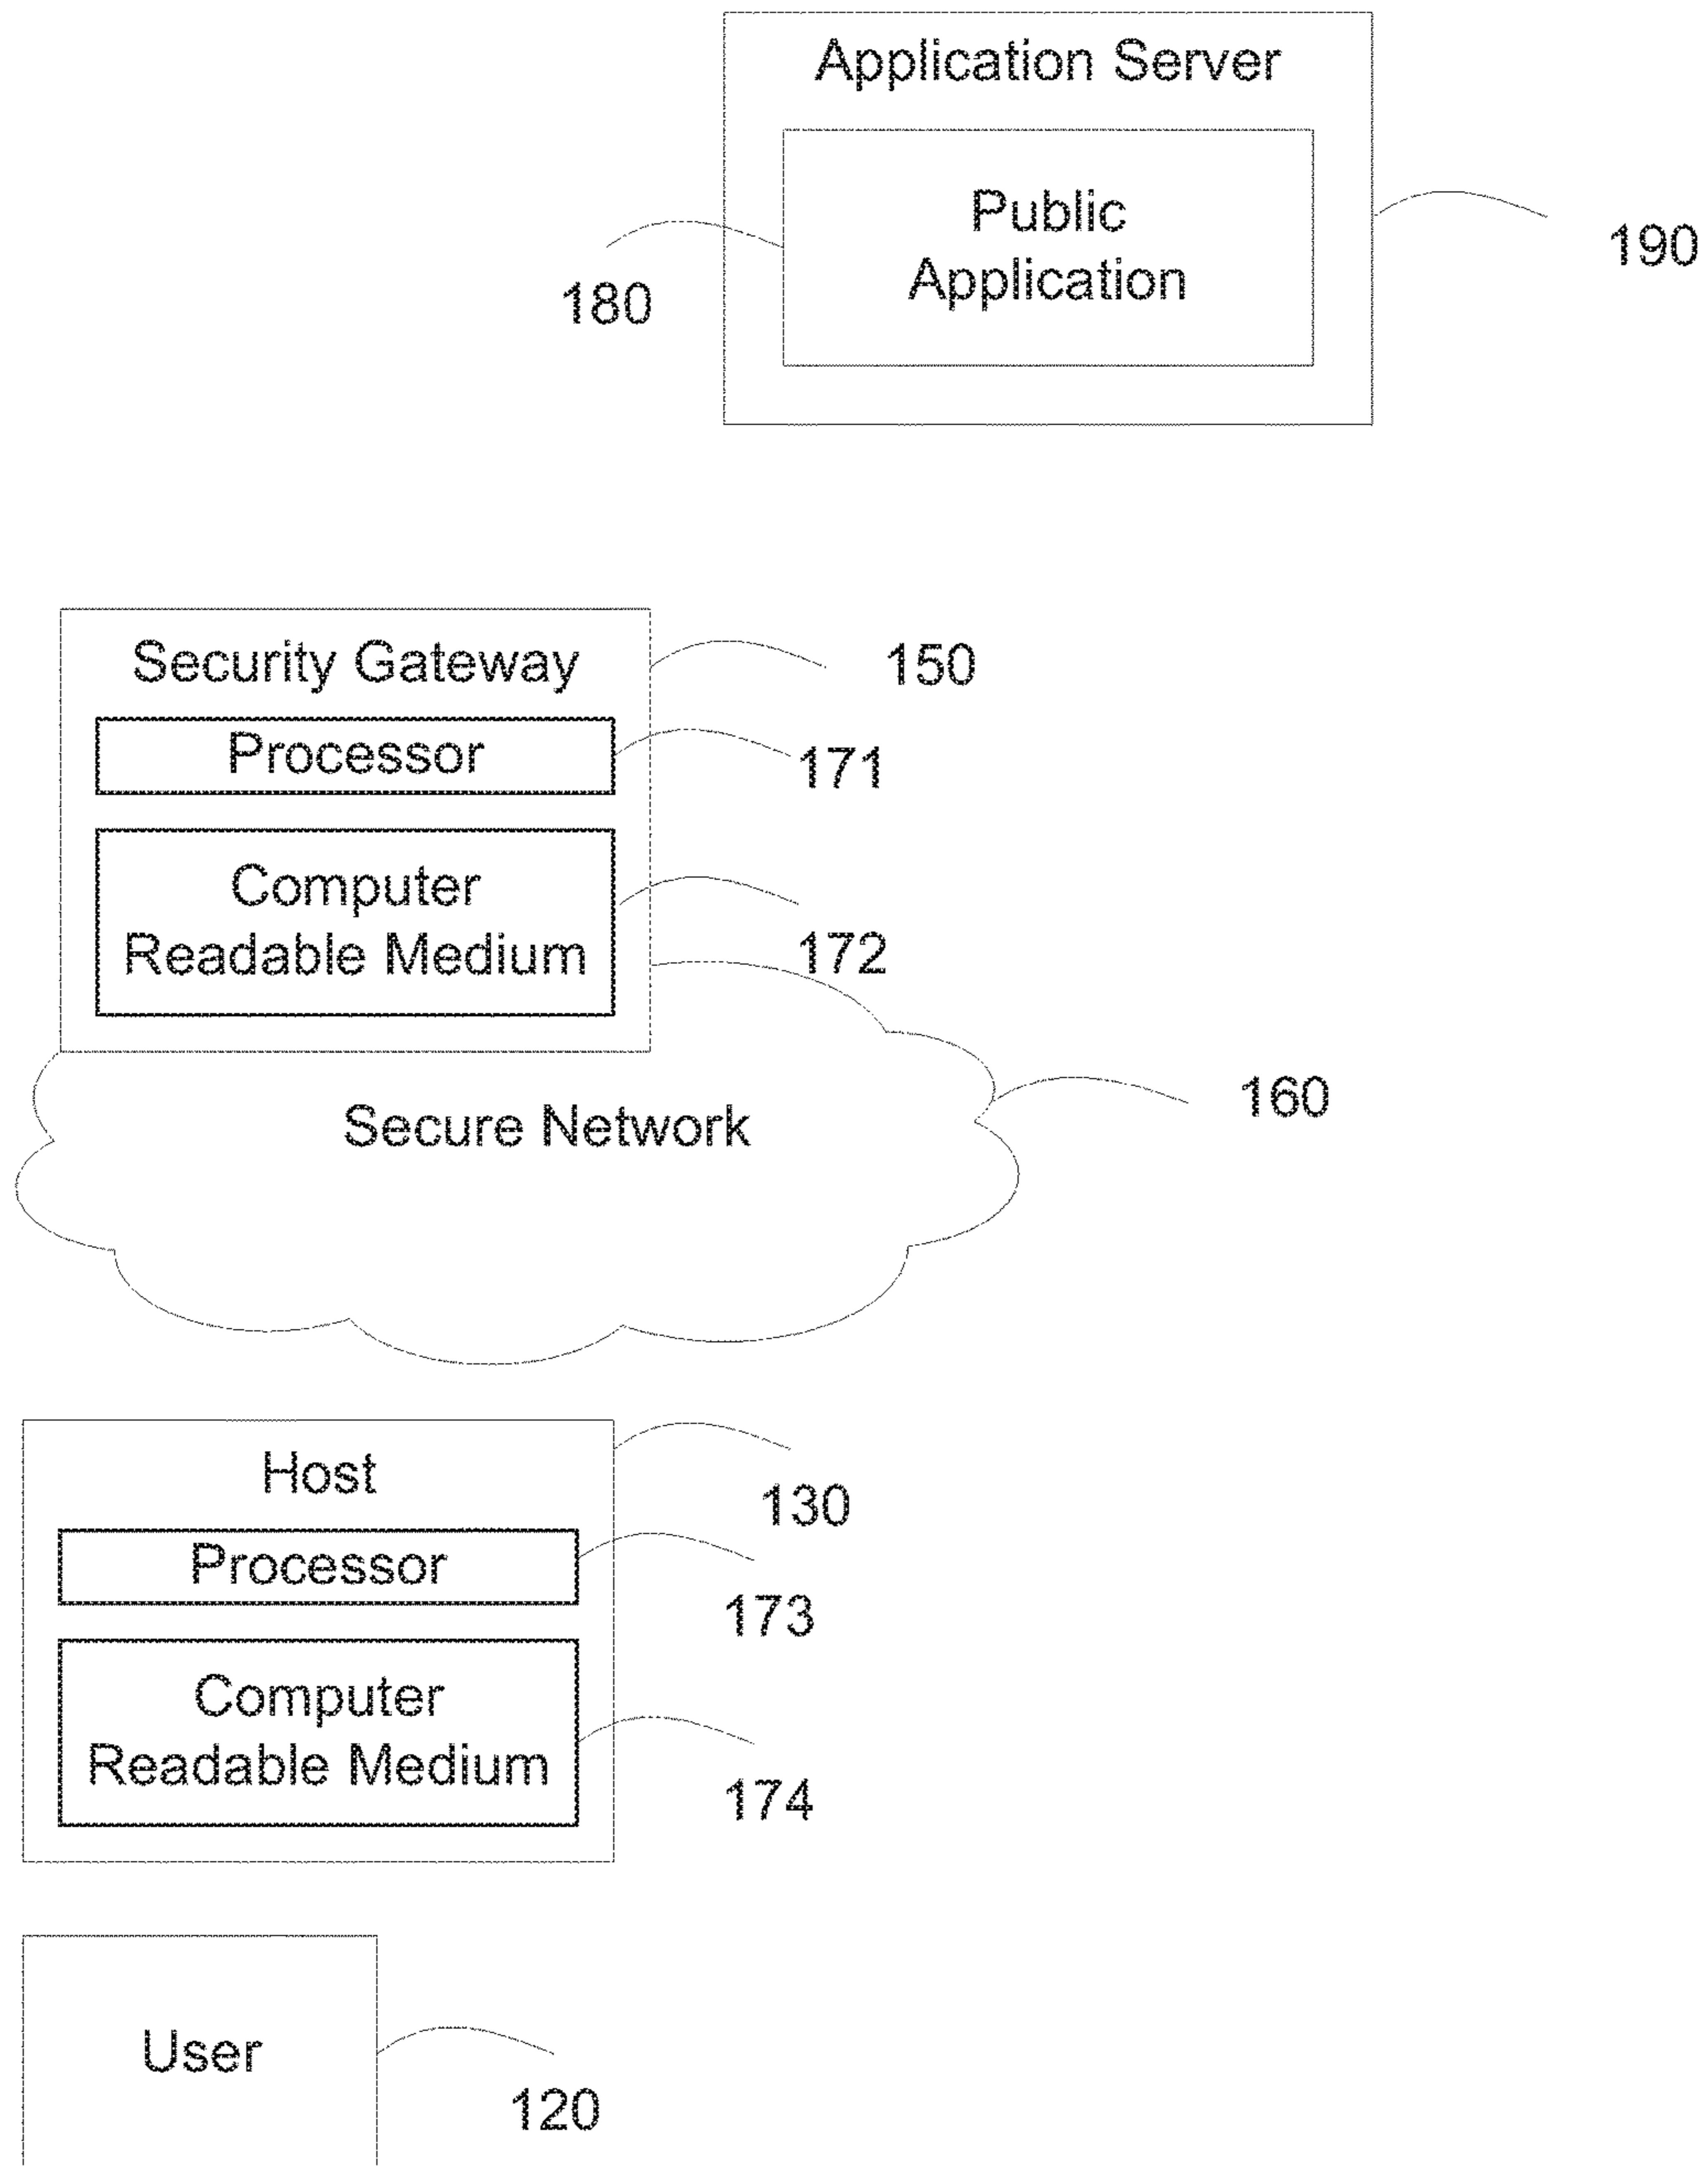 Application Server
Public
Application
180
190
Security Gateway
150
Processor
171
Computer
Readable Medium
172
Secure Network
160
Host
130
Processor
173
Computer
Readable Medium
174
User
120